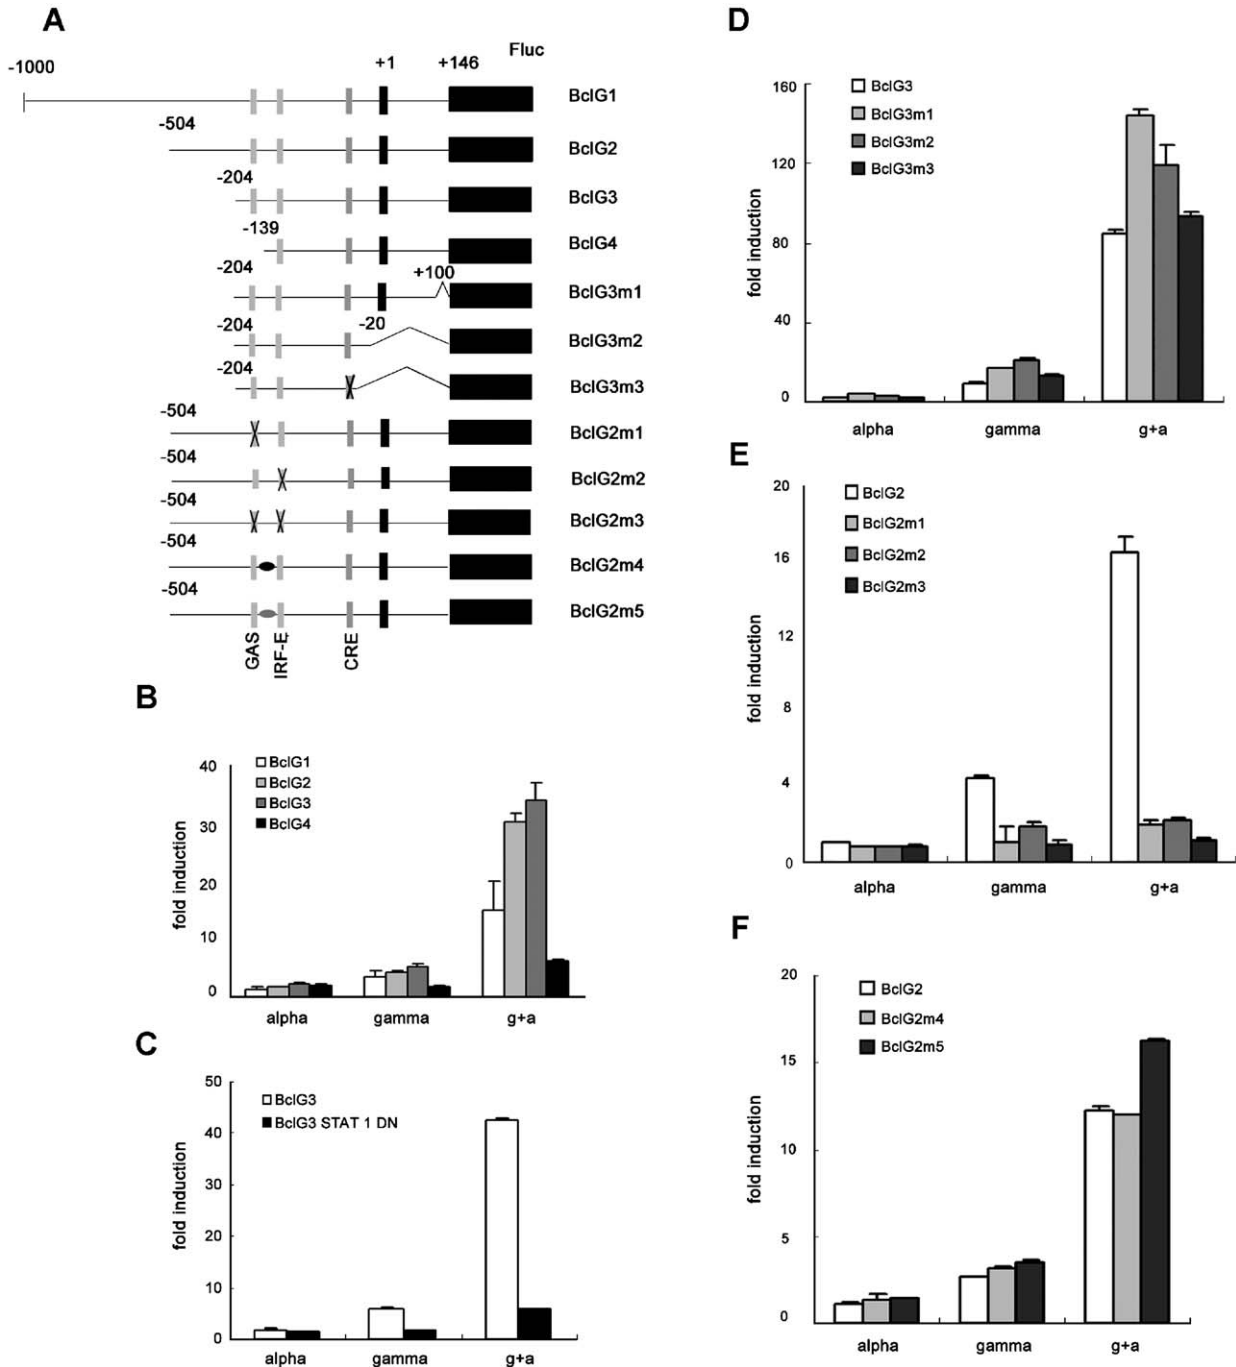 A
Fluc
-1000
+1
+146
BclG1
-504
BclG2
-204
BclG3
-139
BclG4
-204
+100
BclG3m1
-204
-20
BclG3m2
-204
BclG3m3
-504
BclG2m1
-504
BclG2m2
-504
BclG2m3
-504
BclG2m4
-504
BclG2m5
GAS
IRF-E
CRE
B
fold induction
40
30
20
10
0
BclG1
BclG2
BclG3
BclG4
alpha
gamma
g+a
C
fold induction
50
40
30
20
10
0
BclG3
BclG3 STAT 1 DN
alpha
gamma
g+a
D
fold induction
160
120
80
40
0
BclG3
BclG3m1
BclG3m2
BclG3m3
alpha
gamma
g+a
E
fold induction
20
16
12
8
4
0
BclG2
BclG2m1
BclG2m2
BclG2m3
alpha
gamma
g+a
F
fold induction
20
15
10
5
0
BclG2
BclG2m4
BclG2m5
alpha
gamma
g+a